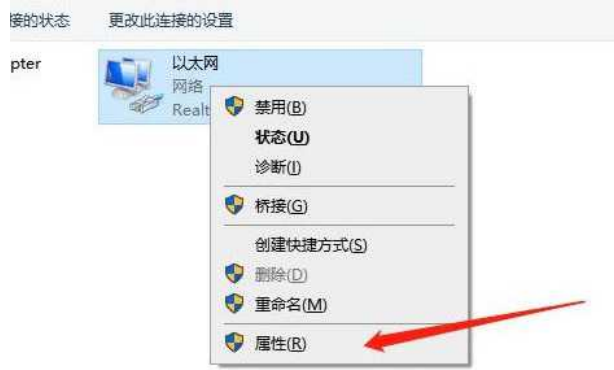 接的状态 更改此连接的设置
pter
以太网
网络
Realt
禁用(B)
状态(U)
诊断(I)
桥接(G)
创建快捷方式(S)
删除(D)
重命名(M)
属性(R)